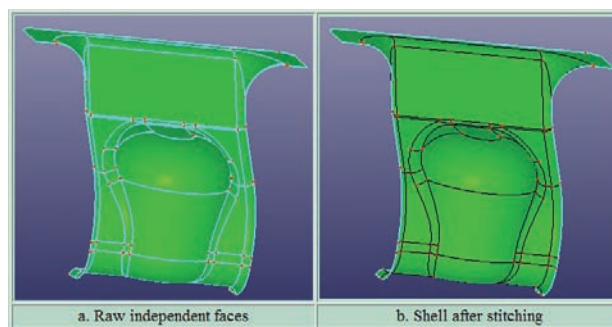 a. Raw independent faces
b. Shell after stitching